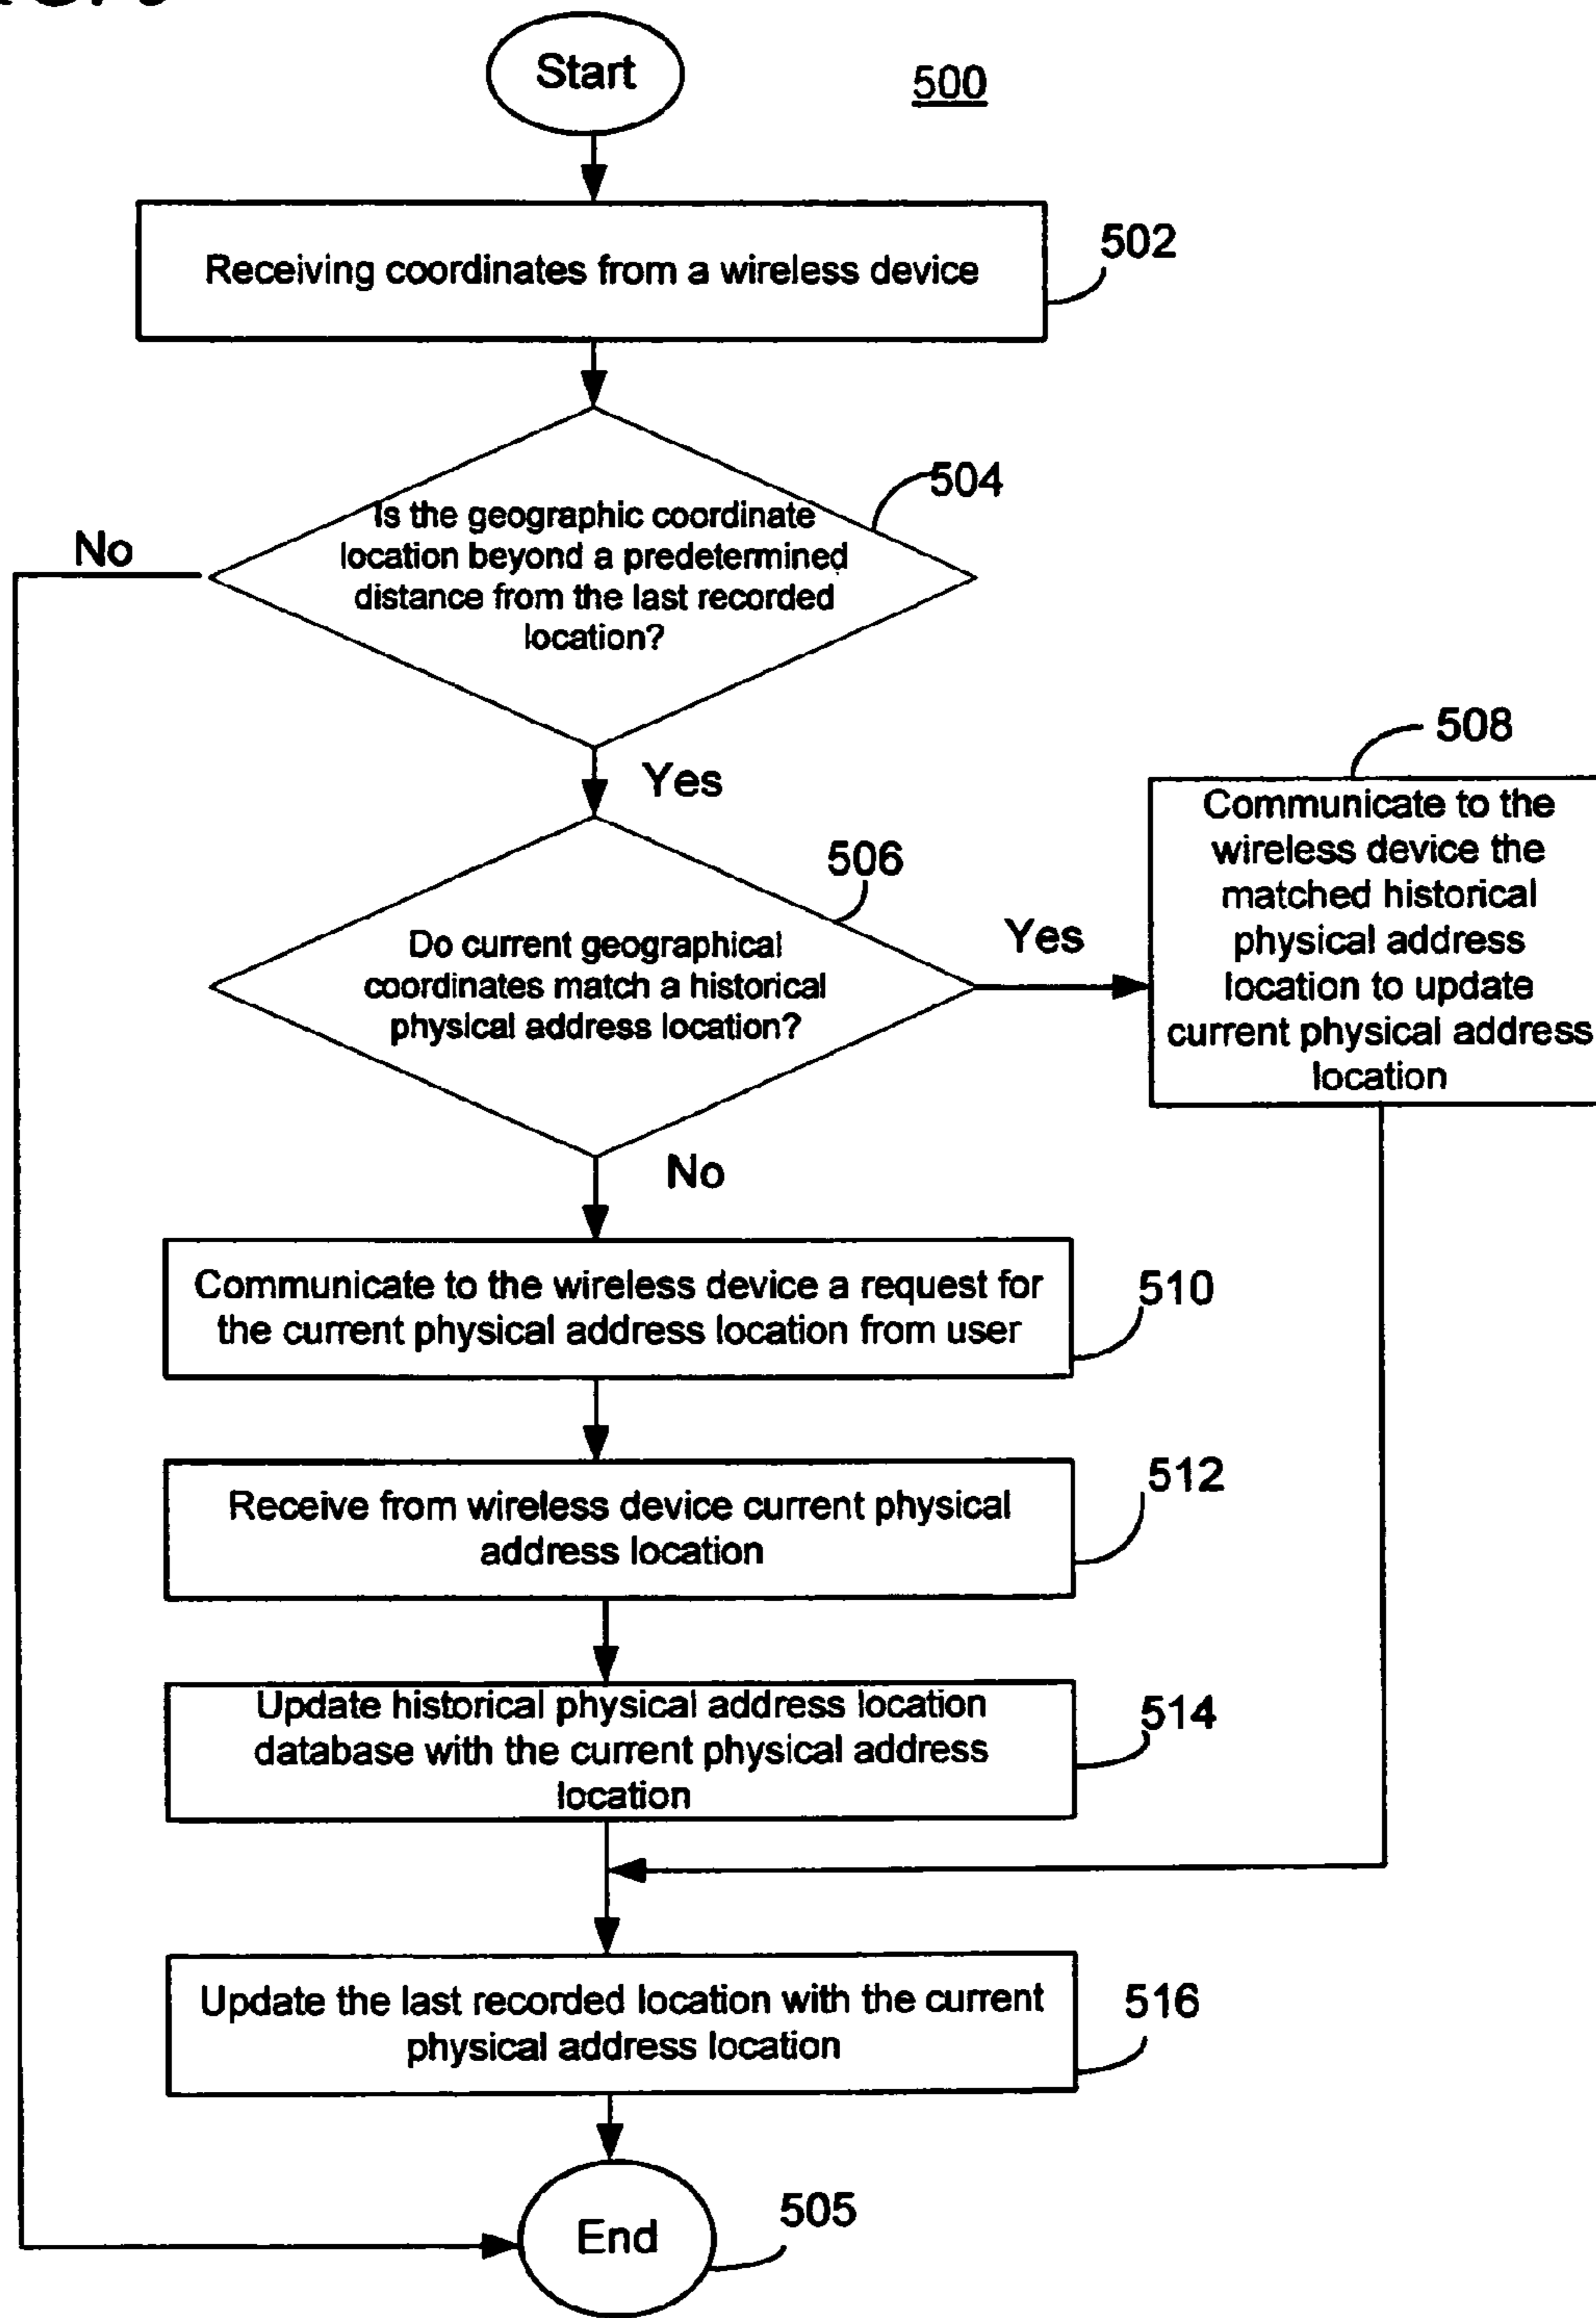 Start
500
Receiving coordinates from a wireless device
502
Is the geographic coordinate
location beyond a predetermined
distance from the last recorded
location?
504
No
Yes
508
Communicate to the
wireless device the
matched historical
physical address
location to update
current physical address
location
506
Do current geographical
coordinates match a historical
physical address location?
Yes
No
Communicate to the wireless device a request for
the current physical address location from user
510
Receive from wireless device current physical
address location
512
Update historical physical address location
database with the current physical address
location
514
Update the last recorded location with the current
physical address location
516
End
505